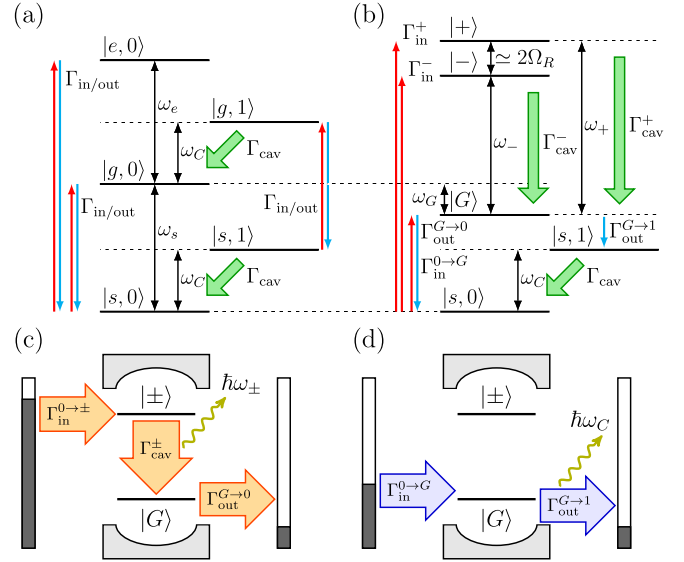 (a)
|e, 0⟩
Γ_in/out
ω_e
|g, 1⟩
ω_C
Γ_cav
|g, 0⟩
Γ_in/out
Γ_in/out
ω_s
|s, 1⟩
ω_C
Γ_cav
|s, 0⟩
(b)
Γ_in^+
|+⟩
Γ_in^-
|−⟩
≃ 2Ω_R
ω_-
Γ_cav^-
ω_+
Γ_cav^+
ω_G
|G⟩
Γ_out^{G→0}
|s, 1⟩
Γ_out^{G→1}
Γ_in^{0→G}
ω_C
Γ_cav
|s, 0⟩
(c)
ħω_±
|±⟩
Γ_in^{0→±}
Γ_cav^±
Γ_out^{G→0}
|G⟩
(d)
|±⟩
ħω_C
Γ_in^{0→G}
Γ_out^{G→1}
|G⟩